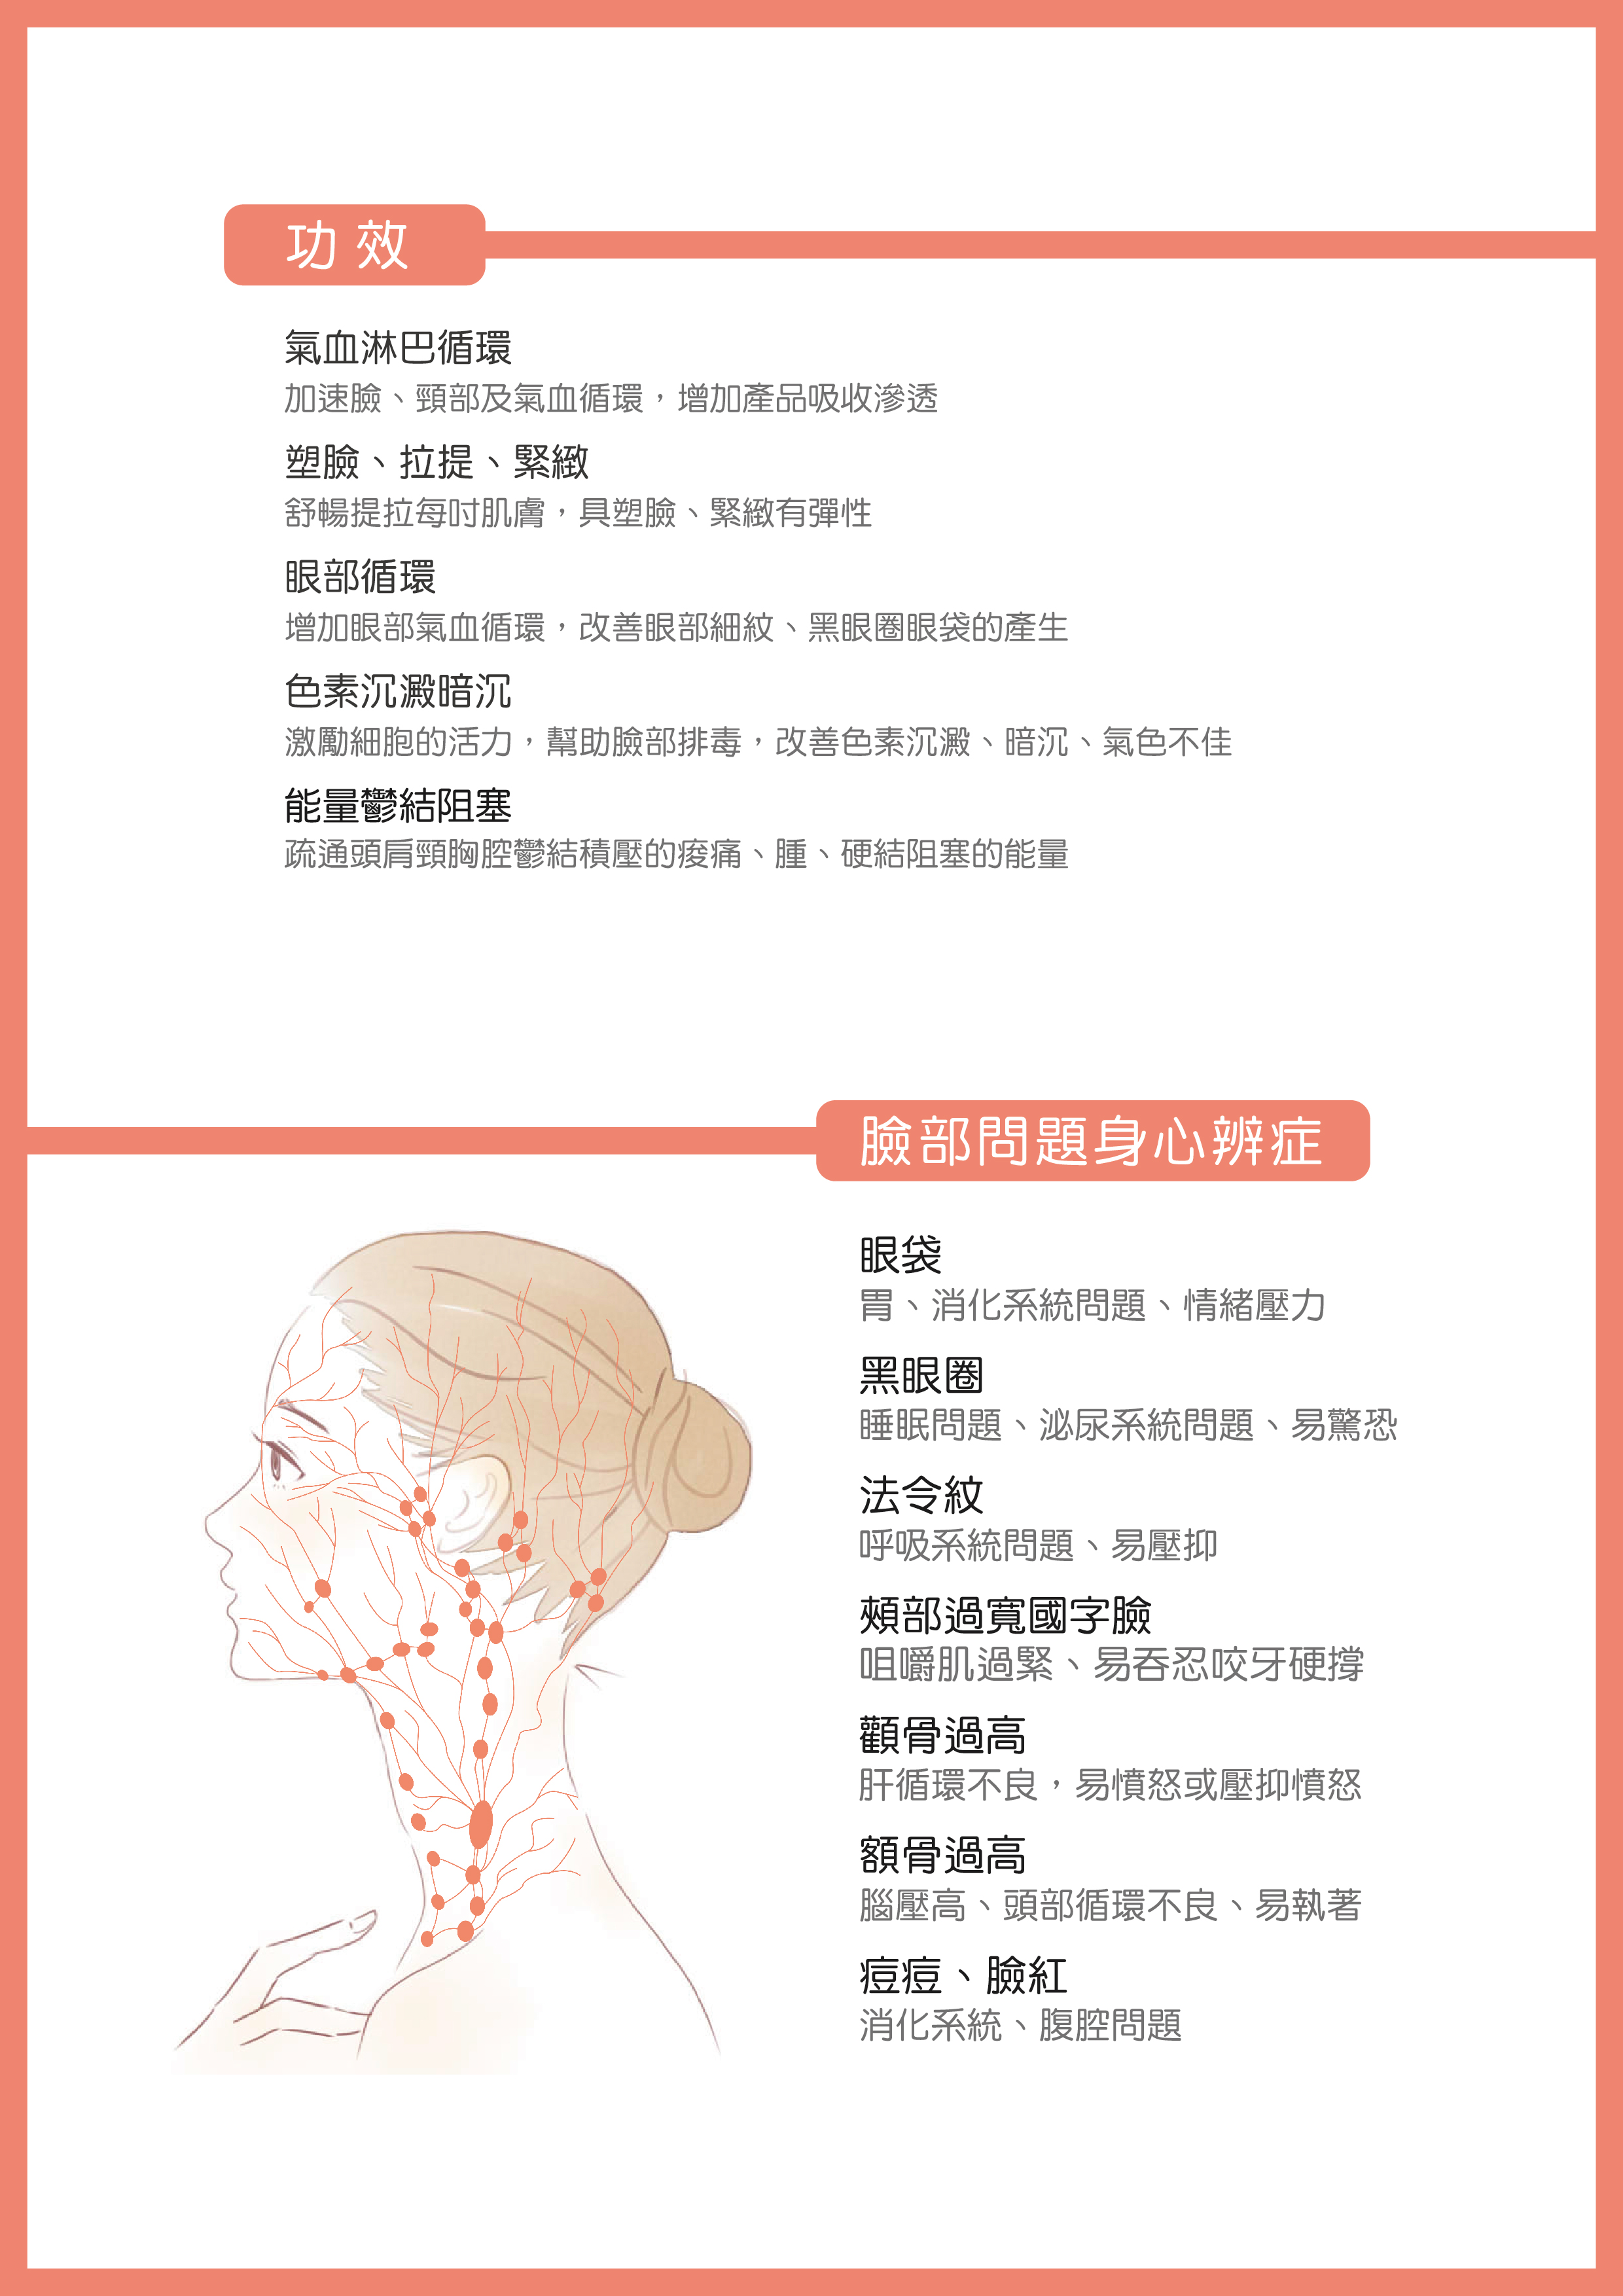 功效
氣血淋巴循環
加速臉、頸部及氣血循環，增加產品吸收滲透
塑臉、拉提、緊緻
舒暢提拉每吋肌膚，具塑臉、緊緻有彈性
眼部循環
增加眼部氣血循環，改善眼部細紋、黑眼圈眼袋的產生
色素沉澱暗沉
激勵細胞的活力，幫助臉部排毒，改善色素沉澱、暗沉、氣色不佳
能量鬱結阻塞
疏通頭肩頸胸腔鬱結積壓的痠痛、腫、硬結阻塞的能量
臉部問題身心辨症
眼袋
胃、消化系統問題、情緒壓力
黑眼圈
睡眠問題、泌尿系統問題、易驚恐
法令紋
呼吸系統問題、易壓抑
頰部過寬國字臉
咀嚼肌過緊、易吞忍咬牙硬撐
顴骨過高
肝循環不良，易憤怒或壓抑憤怒
額骨過高
腦壓高、頭部循環不良、易執著
痘痘、臉紅
消化系統、腹腔問題